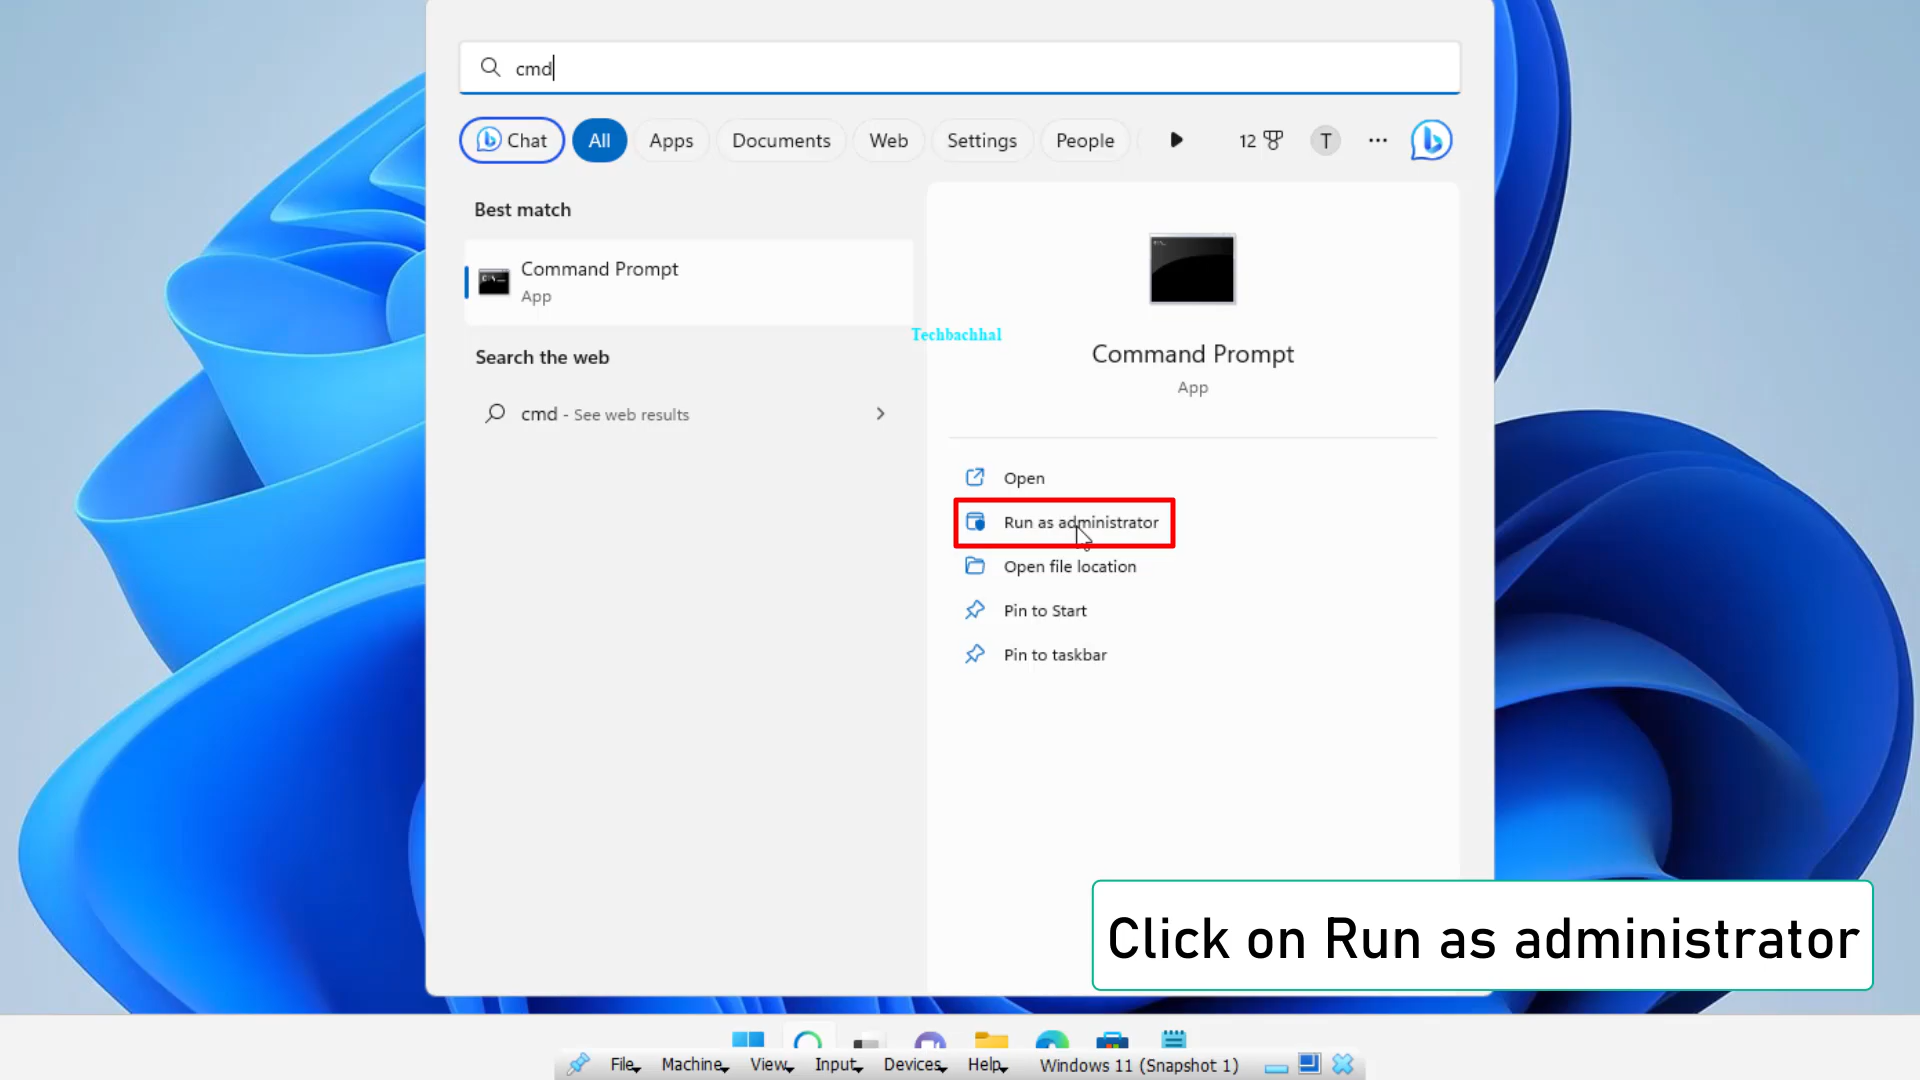 cmd
Chat All Apps Documents Web Settings People 12 T
Best match
Command Prompt
App
Techbachhal
Search the web
cmd - See web results
Command Prompt
App
Open
Run as administrator
Open file location
Pin to Start
Pin to taskbar
Click on Run as administrator
File Machine View Input Devices Help Windows 11 (Snapshot 1)